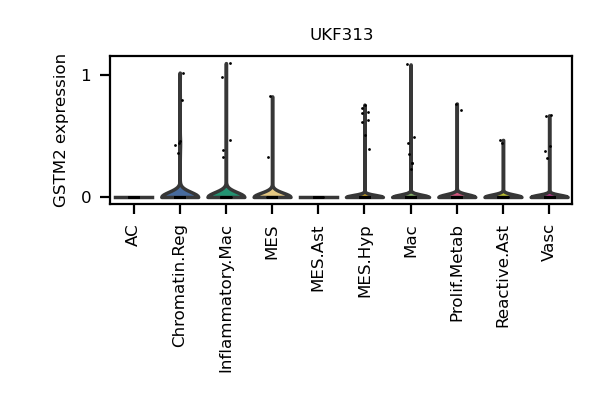 UKF313
GSTM2 expression
1
0
AC
Chromatin.Reg
Inflammatory.Mac
MES
MES.Ast
MES.Hyp
Mac
Prolif.Metab
Reactive.Ast
Vasc